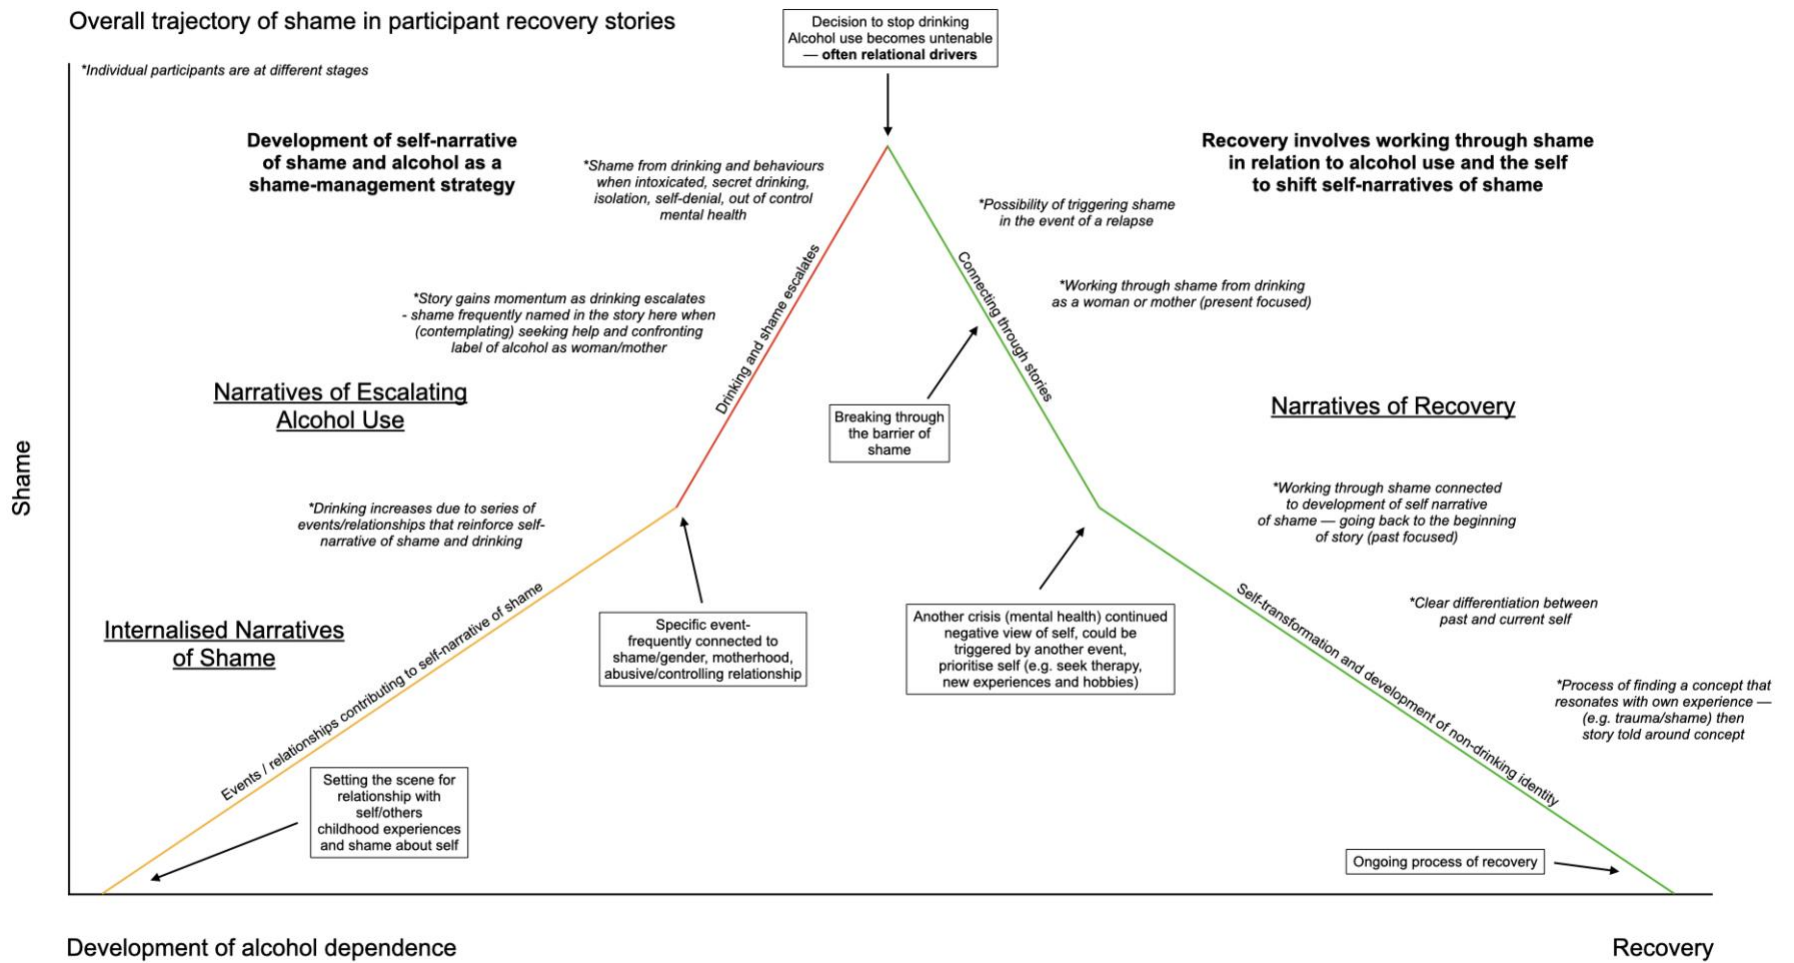 Overall trajectory of shame in participant recovery stories
*Individual participants are at different stages
Decision to stop drinking
Alcohol use becomes untenable
— often relational drivers
Development of self-narrative
of shame and alcohol as a
shame-management strategy
*Shame from drinking and behaviours
when intoxicated, secret drinking,
isolation, self-denial, out of control
mental health
Recovery involves working through shame
in relation to alcohol use and the self
to shift self-narratives of shame
*Possibility of triggering shame
in the event of a relapse
*Story gains momentum as drinking escalates
- shame frequently named in the story here when
(contemplating) seeking help and confronting
label of alcohol as woman/mother
Drinking and shame escalates
Connecting through stories
*Working through shame from drinking
as a woman or mother (present focused)
Narratives of Escalating
Alcohol Use
Breaking through
the barrier of
shame
Narratives of Recovery
Shame
*Drinking increases due to series of
events/relationships that reinforce self-
narrative of shame and drinking
*Working through shame connected
to development of self narrative
of shame — going back to the beginning
of story (past focused)
Internalised Narratives
of Shame
Events / relationships contributing to self-narrative of shame
Specific event-
frequently connected to
shame/gender, motherhood,
abusive/controlling relationship
Another crisis (mental health) continued
negative view of self, could be
triggered by another event,
prioritise self (e.g. seek therapy,
new experiences and hobbies)
Self-transformation and development of non-drinking identity
*Clear differentiation between
past and current self
*Process of finding a concept that
resonates with own experience —
(e.g. trauma/shame) then
story told around concept
Setting the scene for
relationship with
self/others
childhood experiences
and shame about self
Ongoing process of recovery
Development of alcohol dependence
Recovery